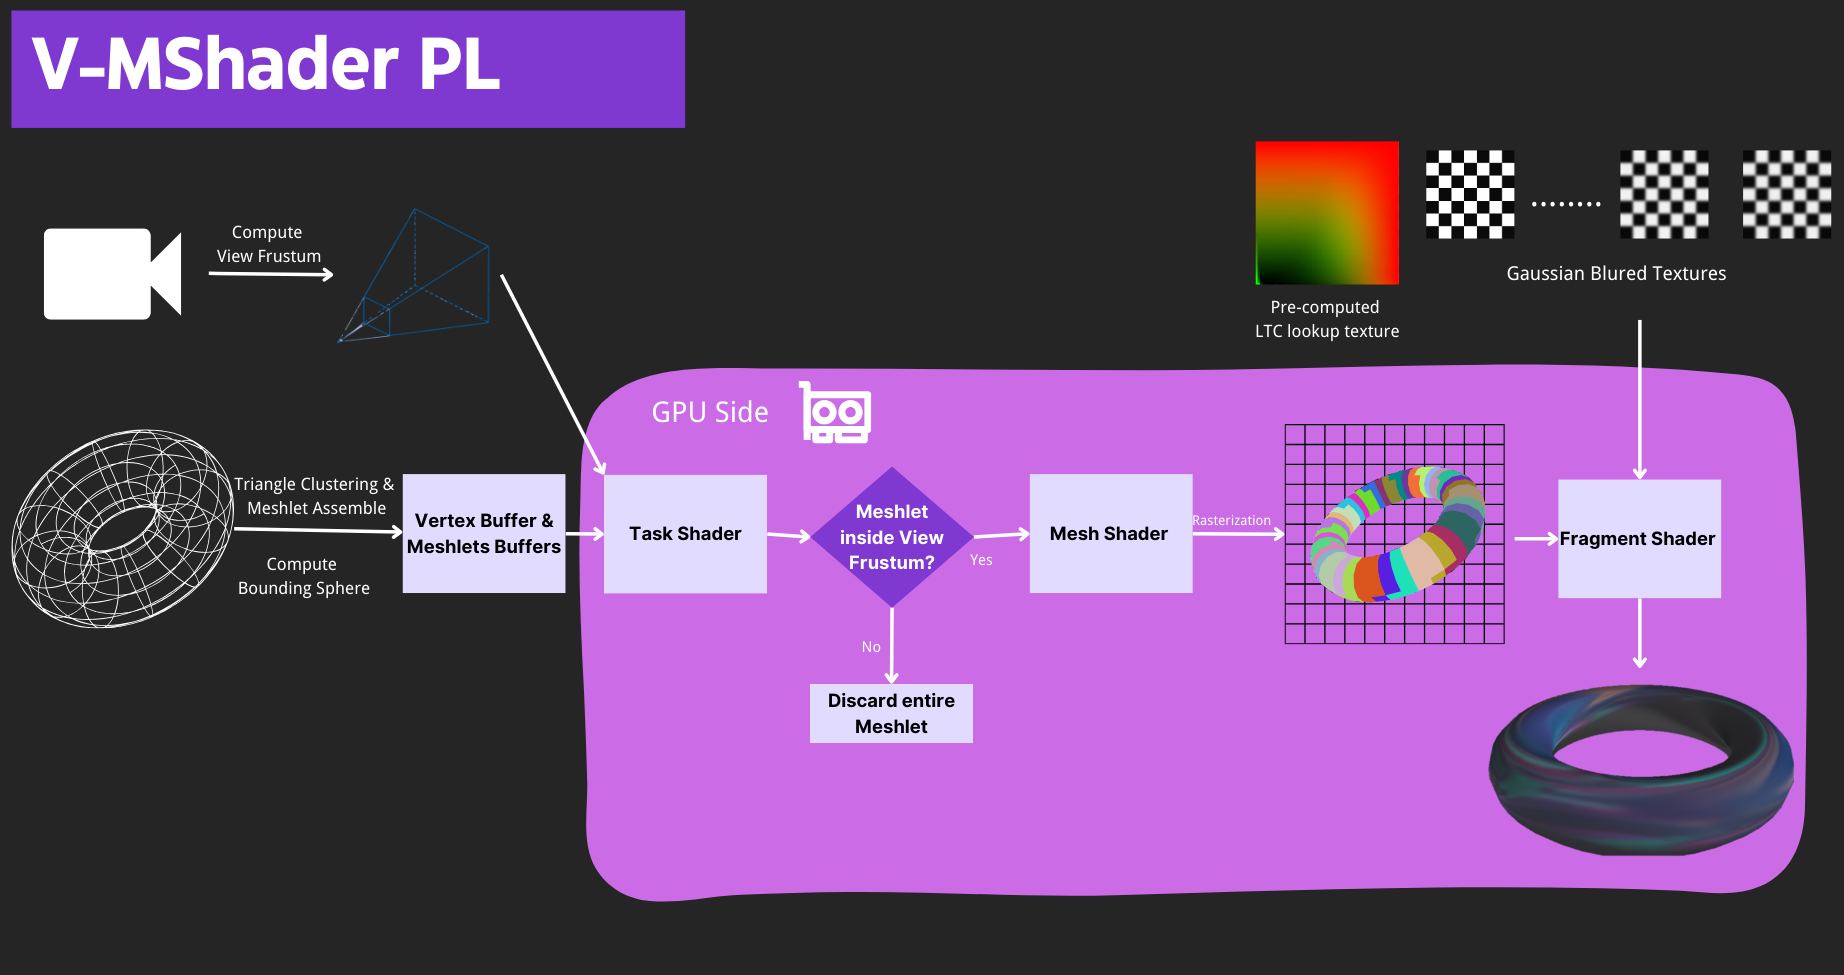 V-MShader PL
Compute
View Frustum
Pre-computed
LTC lookup texture
Gaussian Blured Textures
GPU Side
Triangle Clustering &
Meshlet Assemble
Compute
Bounding Sphere
Vertex Buffer &
Meshlets Buffers
Task Shader
Meshlet
inside View
Frustum?
Yes
No
Discard entire
Meshlet
Mesh Shader
Rasterization
Fragment Shader